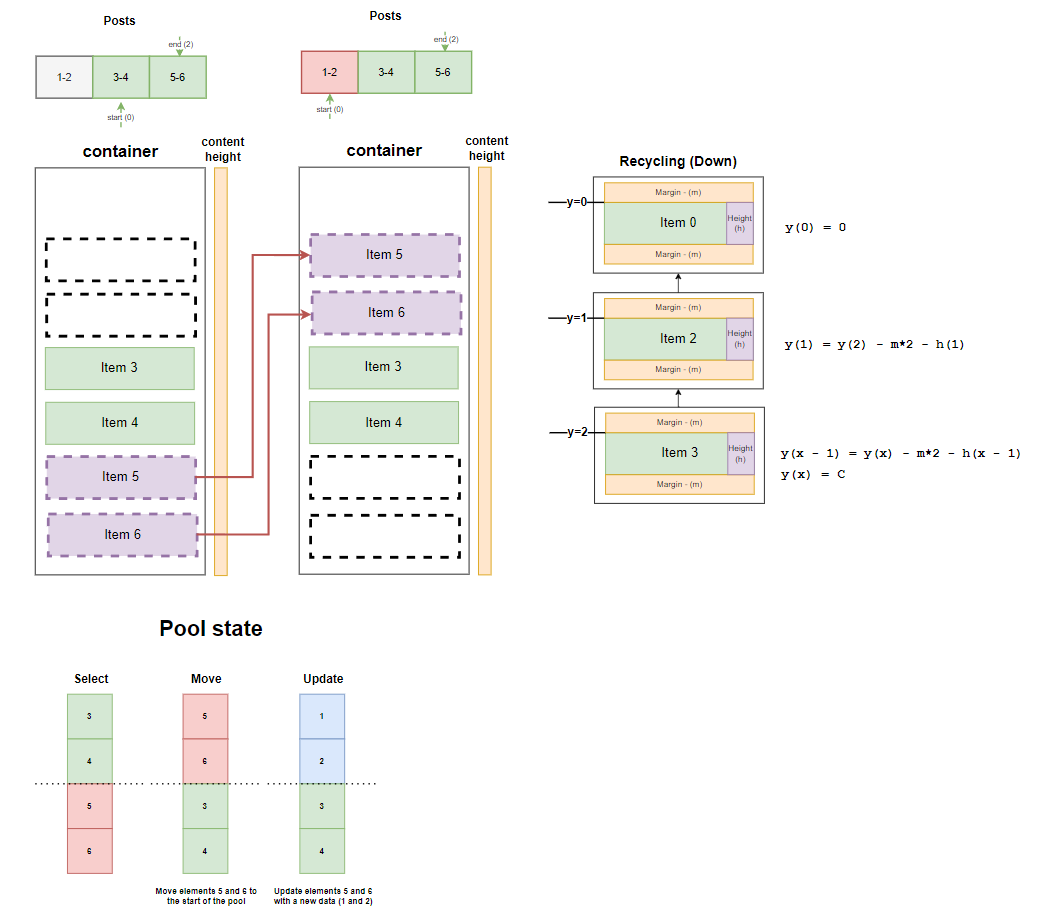 Posts
end (2)
1-2
3-4
5-6
start (0)
Posts
end (2)
1-2
3-4
5-6
start (0)
container
content
height
Item 3
Item 4
Item 5
Item 6
container
content
height
Item 5
Item 6
Item 3
Item 4
Recycling (Down)
Margin - (m)
y=0
Item 0
Height
(h)
Margin - (m)
y(0) = 0
Margin - (m)
y=1
Item 2
Height
(h)
Margin - (m)
y(1) = y(2) - m*2 - h(1)
Margin - (m)
y=2
Item 3
Height
(h)
Margin - (m)
y(x - 1) = y(x) - m*2 - h(x - 1)
y(x) = C
Pool state
Select
3
4
5
6
Move
5
6
3
4
Move elements 5 and 6 to
the start of the pool
Update
1
2
3
4
Update elements 5 and 6
with a new data (1 and 2)